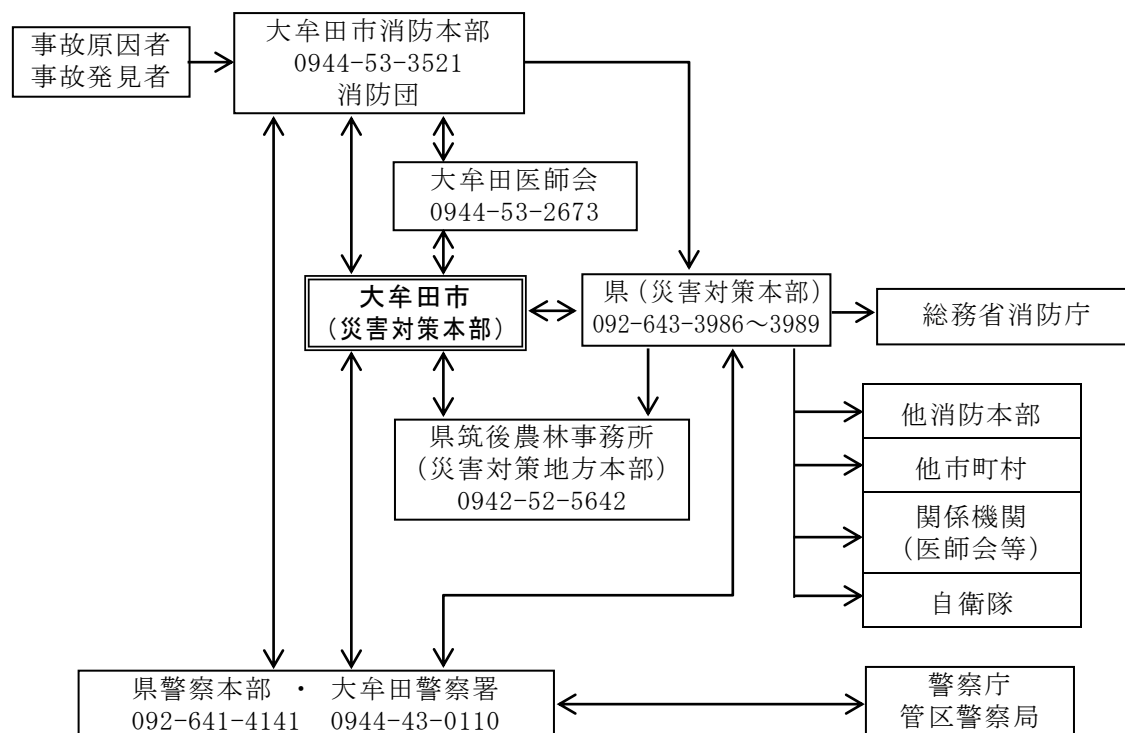 事故原因者
事故発見者
大牟田市消防本部
0944-53-3521
消防団
大牟田医師会
0944-53-2673
大牟田市
（災害対策本部）
県（災害対策本部）
092-643-3986～3989
総務省消防庁
県筑後農林事務所
（災害対策地方本部）
0942-52-5642
他消防本部
他市町村
関係機関
（医師会等）
自衛隊
県警察本部 ・ 大牟田警察署
092-641-4141 0944-43-0110
警察庁
管区警察局